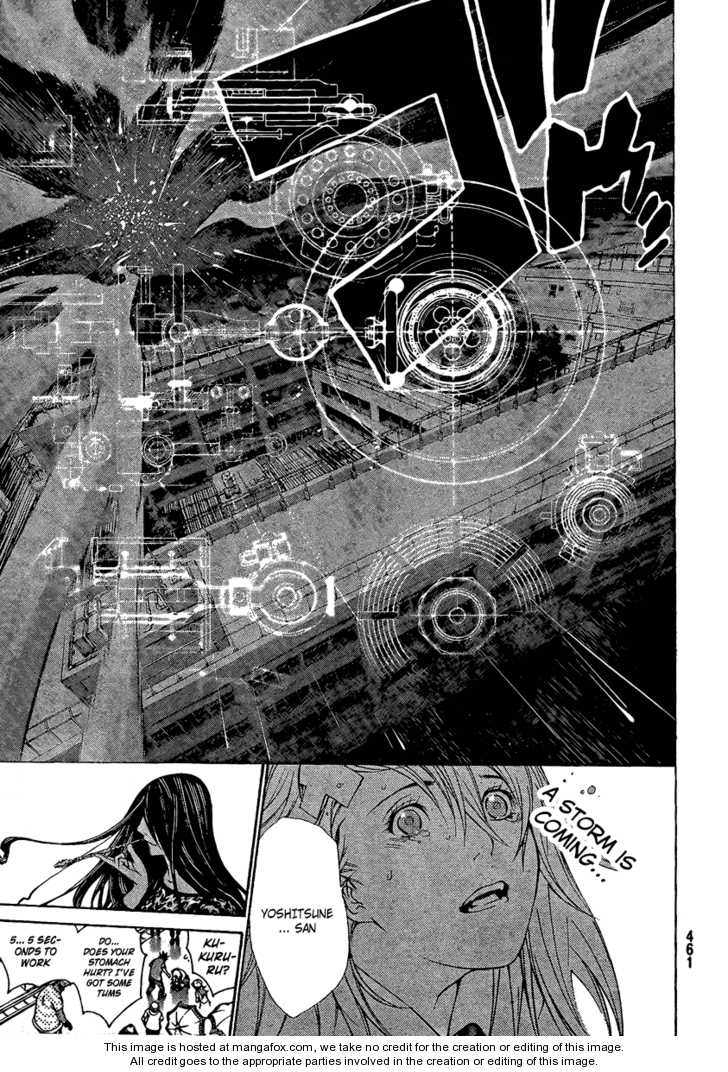 A STORM IS
COMING...
YOSHITSUNE
... SAN
KU-
KURU-
RU?
DO...
DOES YOUR
STOMACH
HURT? I'VE
GOT SOME
TUMS
5... 5 SEC-
ONDS TO
WORK
461
This image is hosted at mangafox.com, we take no credit for the creation or editing of this image.
All credit goes to the appropriate parties involved in the creation or editing of this image.